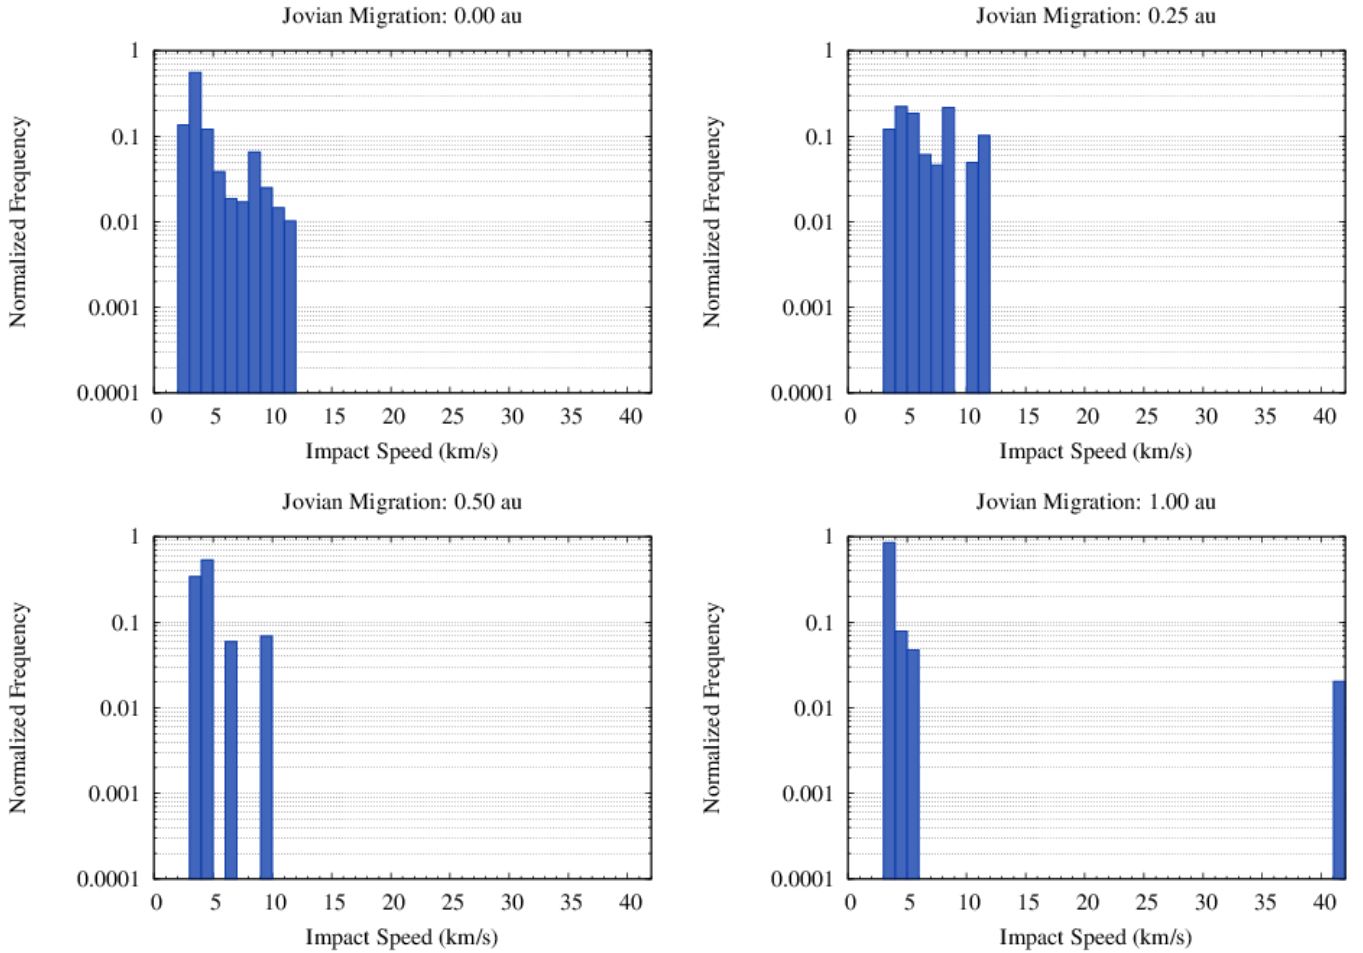 Jovian Migration: 0.00 au
Normalized Frequency
1
0.1
0.01
0.001
0.0001
0 5 10 15 20 25 30 35 40
Impact Speed (km/s)
Jovian Migration: 0.25 au
Normalized Frequency
1
0.1
0.01
0.001
0.0001
0 5 10 15 20 25 30 35 40
Impact Speed (km/s)
Jovian Migration: 0.50 au
Normalized Frequency
1
0.1
0.01
0.001
0.0001
0 5 10 15 20 25 30 35 40
Impact Speed (km/s)
Jovian Migration: 1.00 au
Normalized Frequency
1
0.1
0.01
0.001
0.0001
0 5 10 15 20 25 30 35 40
Impact Speed (km/s)